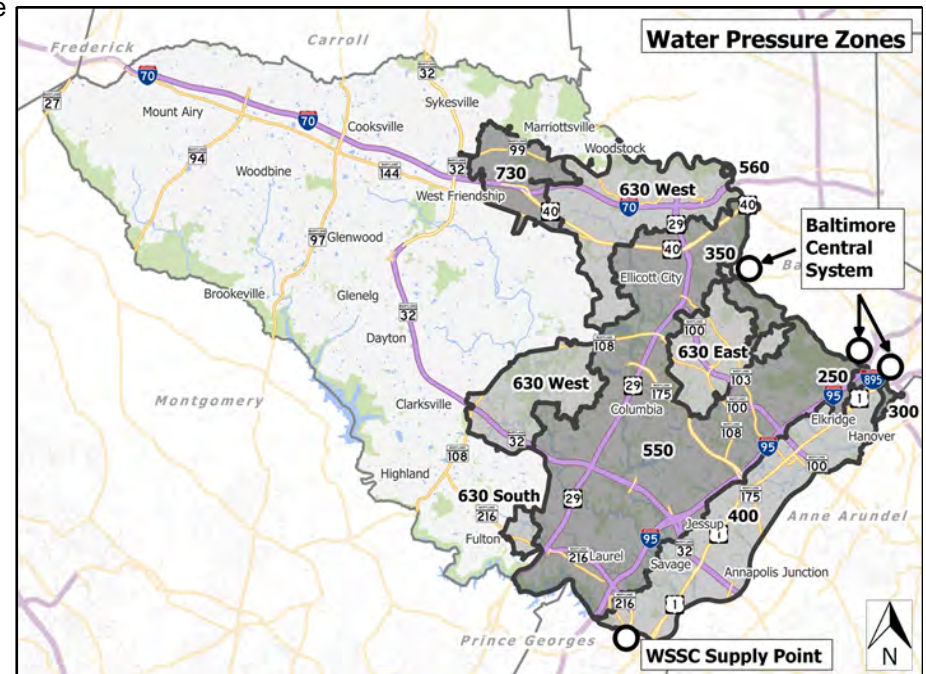 e
Water Pressure Zones
Frederick
Carroll
70
32
27
Mount Airy
Sykesville
70
Cooksville
Marriottsville
99
Woodstock
94
Woodbine
144
32
730
560
630 West
West Friendship
70
40
29
40
Baltimore
Central
System
97
Glenwood
40
350
Ba
Ellicott City
Brookeville
Glenelg
32
100
Dayton
108
630 East
630 West
29
103
250
895
Montgomery
175
95
1
300
Clarksville
Columbia
100
Elkridge
32
108
Hanover
108
550
95
Highland
100
630 South
175
216
29
400
Anne Arundel
Fulton
Jessup
1
95
216
Laurel
32
Savage
Annapolis Junction
216
1
Prince Georges
WSSC Supply Point
N